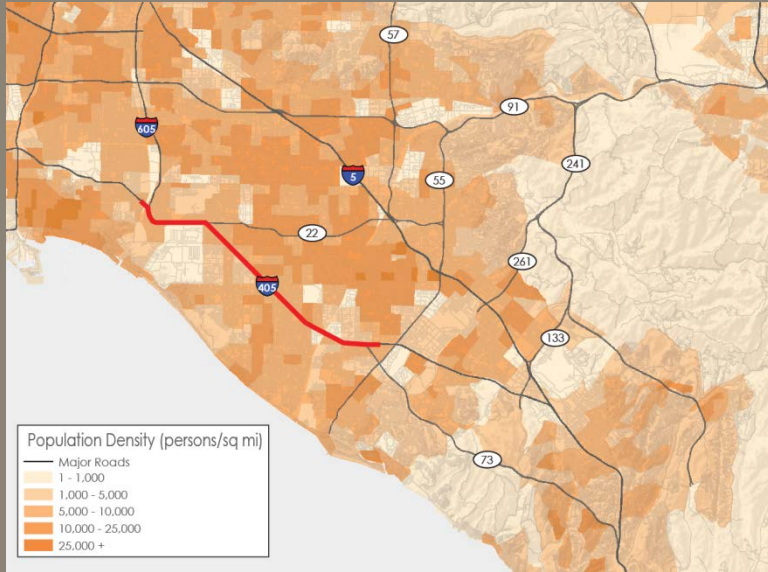 57
91
605
241
5
55
22
261
405
133
73
Population Density (persons/sq mi)
Major Roads
1 - 1,000
1,000 - 5,000
5,000 - 10,000
10,000 - 25,000
25,000 +